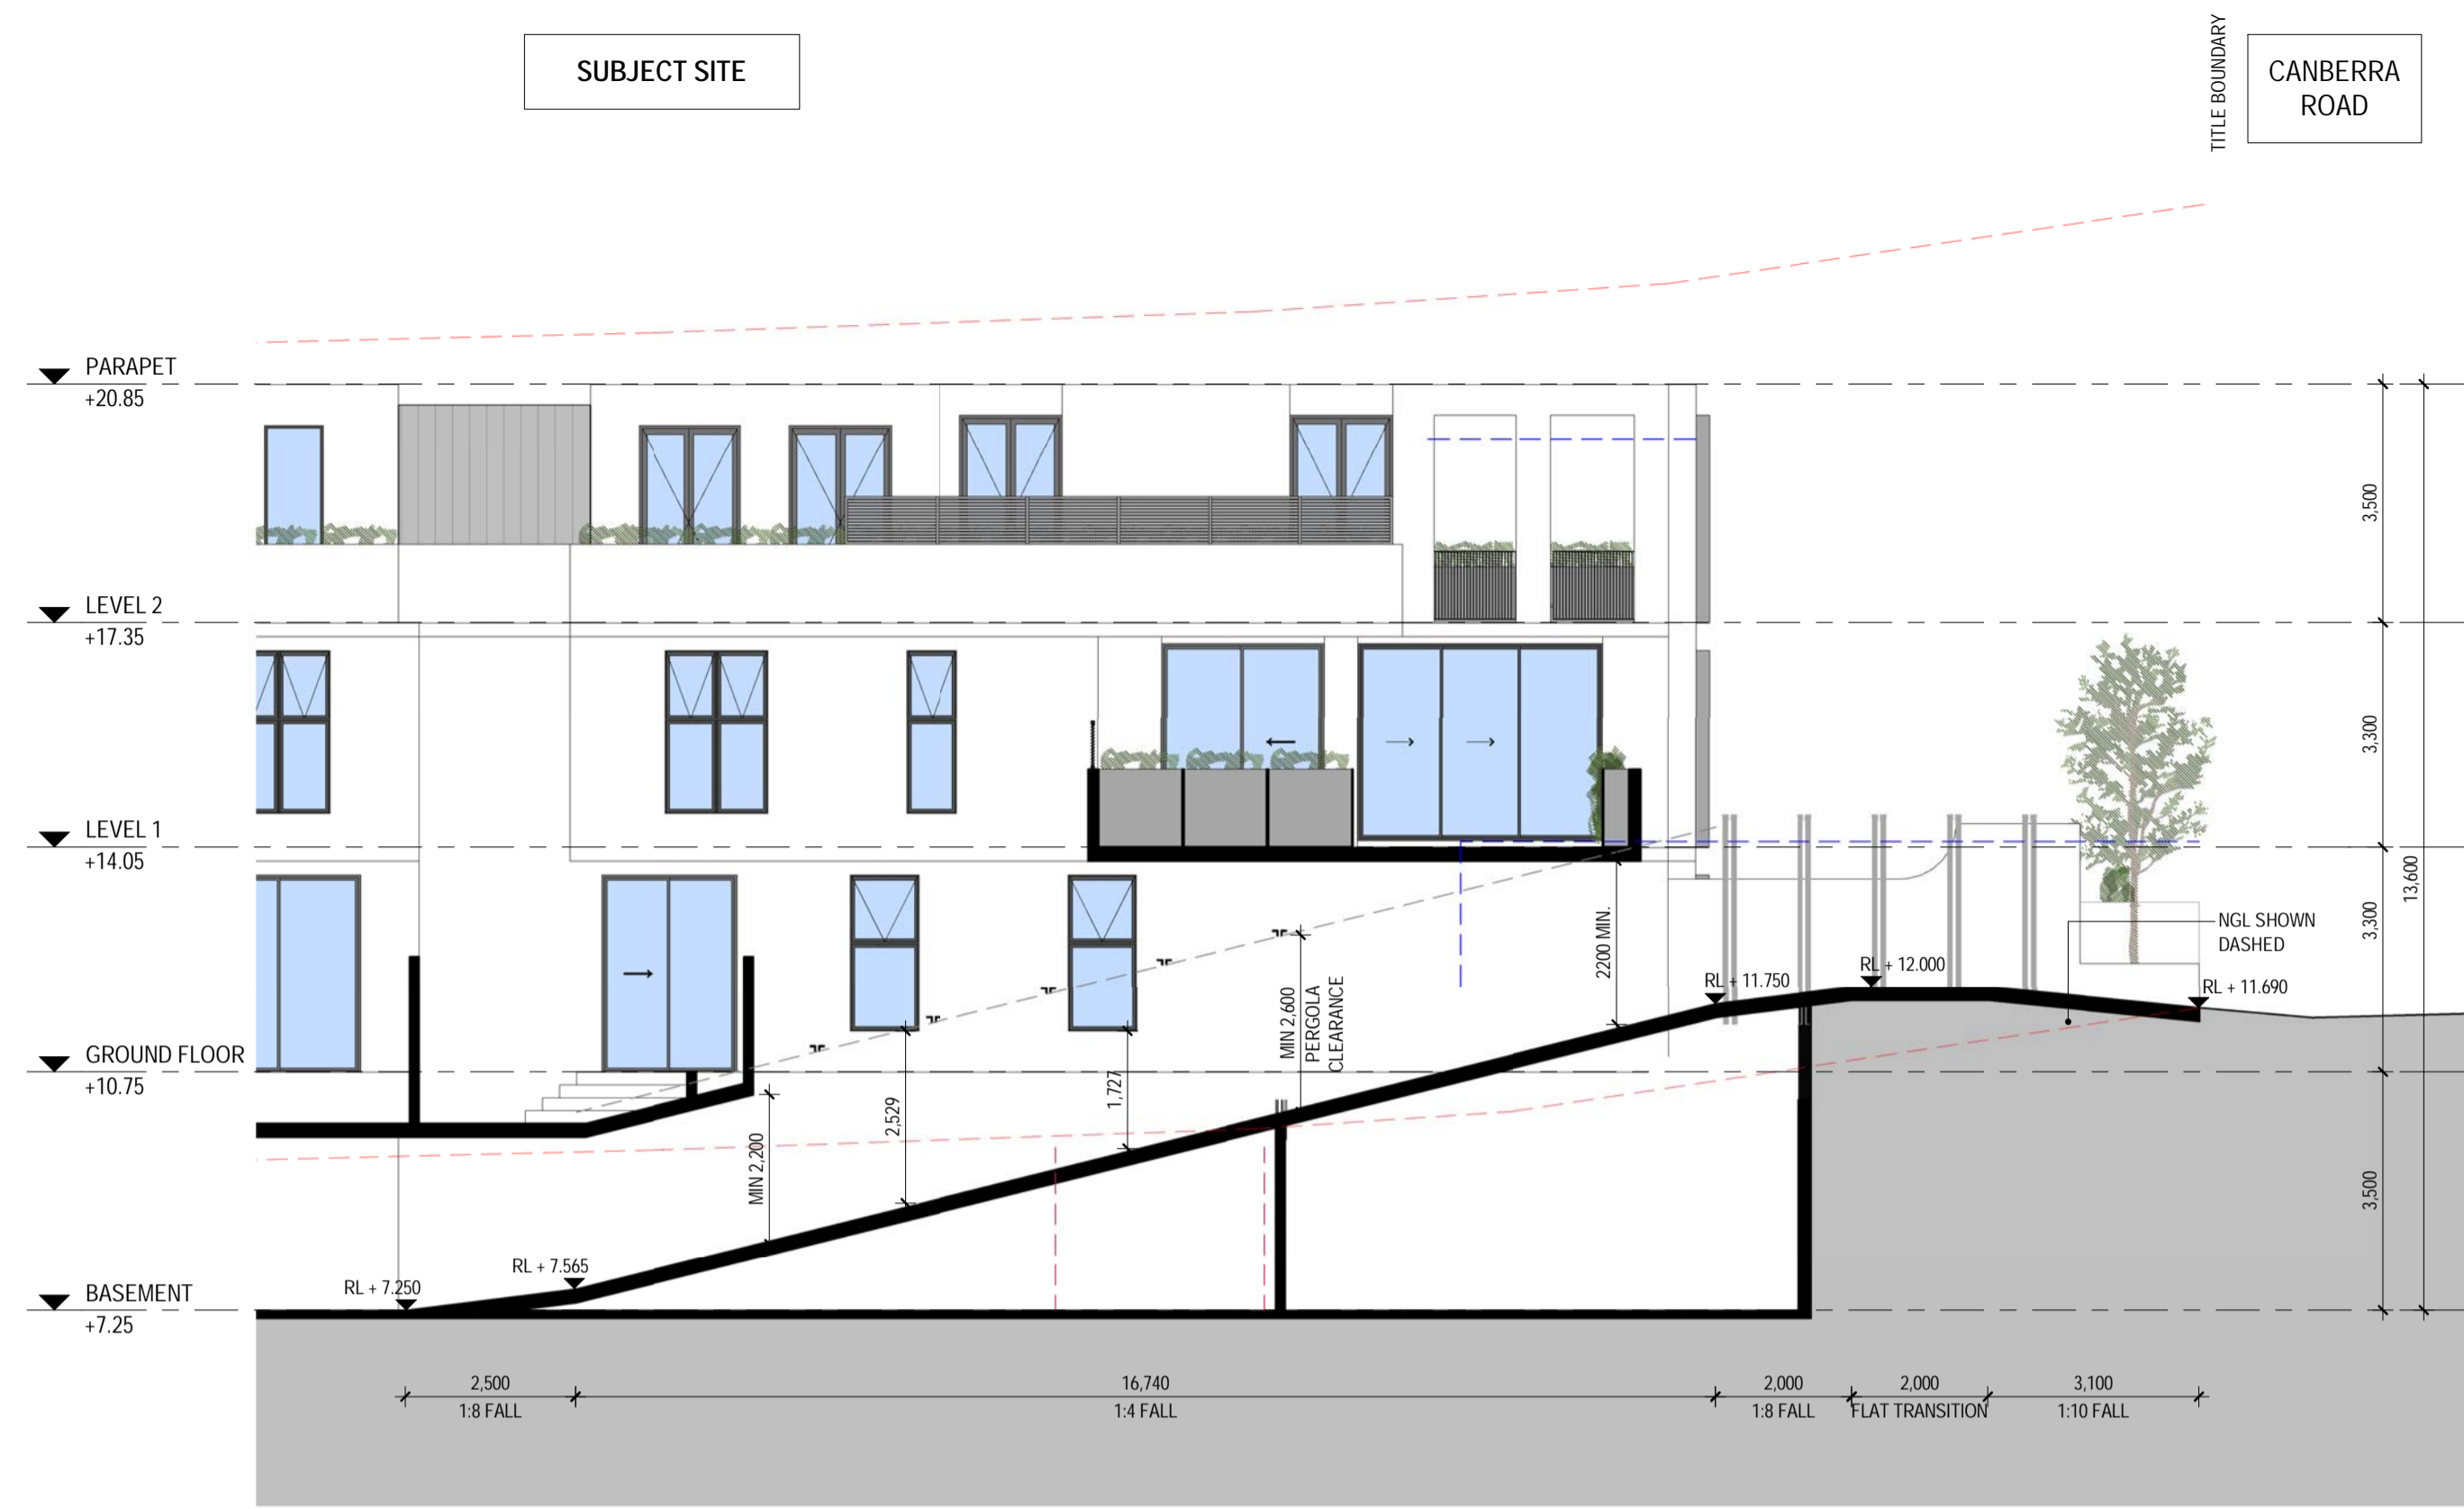 SUBJECT SITE
TITLE BOUNDARY
CANBERRA
ROAD
PARAPET
+20.85
3,500
LEVEL 2
+17.35
3,300
LEVEL 1
+14.05
13,600
3,300
2200 MIN.
NGL SHOWN
DASHED
RL + 11.750
RL + 12.000
RL + 11.690
MIN 2,600
PERGOLA
CLEARANCE
GROUND FLOOR
+10.75
1,727
2,529
MIN 2,200
3,500
RL + 7.565
RL + 7.250
BASEMENT
+7.25
2,500
16,740
2,000
2,000
3,100
1:8 FALL
1:4 FALL
1:8 FALL
FLAT TRANSITION
1:10 FALL